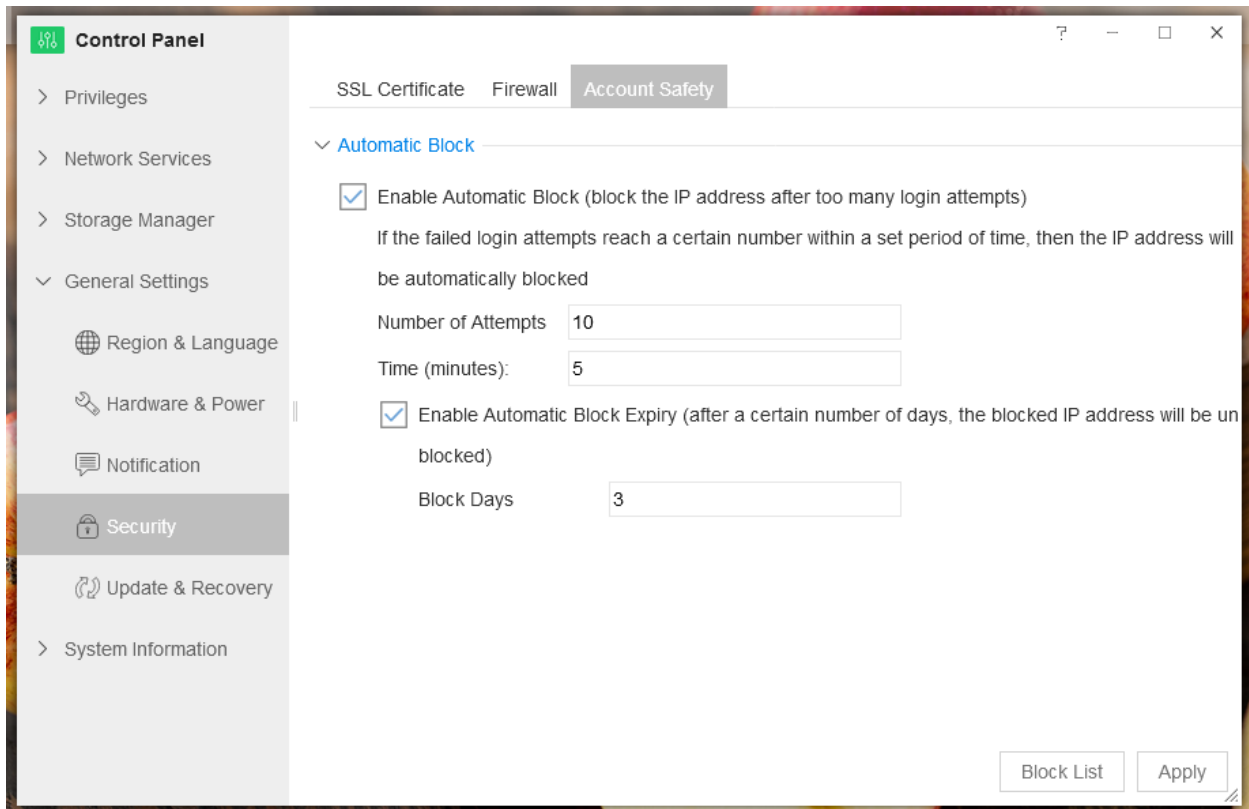 Control Panel
?
Privileges
Network Services
Storage Manager
General Settings
Region & Language
Hardware & Power
Notification
Security
Update & Recovery
System Information
SSL Certificate Firewall Account Safety
Automatic Block
Enable Automatic Block (block the IP address after too many login attempts)
If the failed login attempts reach a certain number within a set period of time, then the IP address will
be automatically blocked
Number of Attempts 10
Time (minutes): 5
Enable Automatic Block Expiry (after a certain number of days, the blocked IP address will be un
blocked)
Block Days 3
Block List Apply